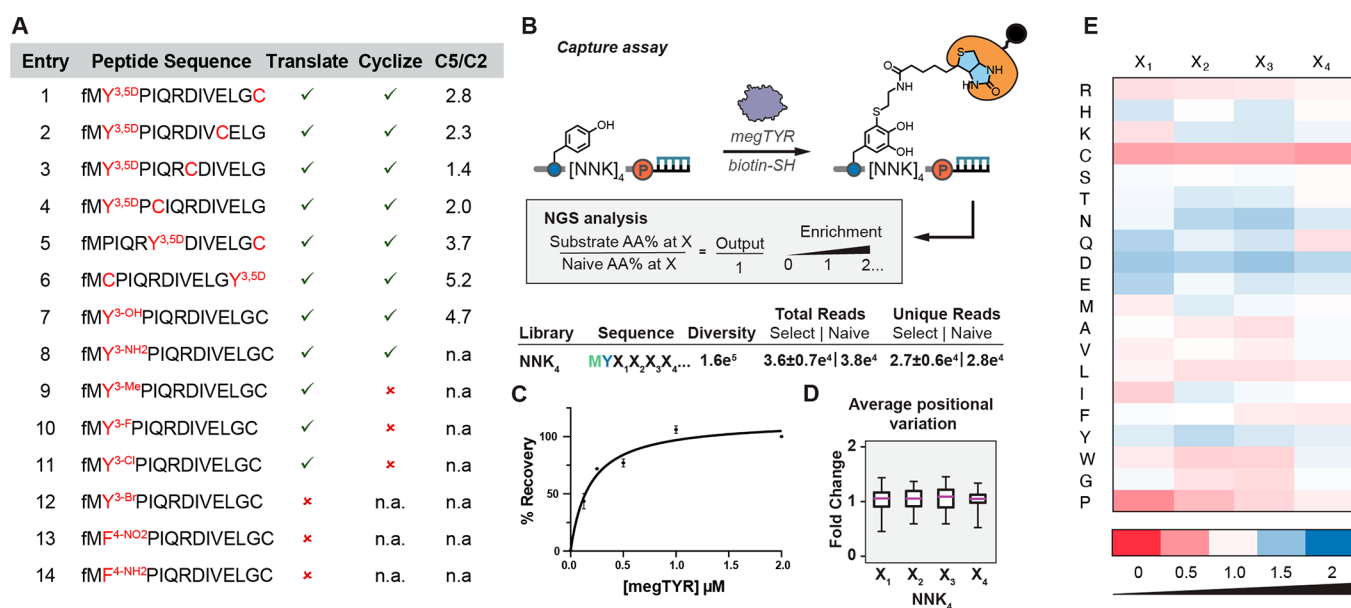 A
Entry Peptide Sequence Translate Cyclize C5/C2
1 fMY3,5DPIQRDIVELGC ✓ ✓ 2.8
2 fMY3,5DPIQRDIVCELG ✓ ✓ 2.3
3 fMY3,5DPIQRCDIVELG ✓ ✓ 1.4
4 fMY3,5DPCIQRDIVELG ✓ ✓ 2.0
5 fMPIQRY3,5DDIVELGC ✓ ✓ 3.7
6 fMCPIQRDIVELGY3,5D ✓ ✓ 5.2
7 fMY3-OHPIQRDIVELGC ✓ ✓ 4.7
8 fMY3-NH2PIQRDIVELGC ✓ ✓ n.a
9 fMY3-MePIQRDIVELGC ✓ × n.a
10 fMY3-FPIQRDIVELGC ✓ × n.a
11 fMY3-ClPIQRDIVELGC ✓ × n.a
12 fMY3-BrPIQRDIVELGC × n.a. n.a
13 fMF4-NO2PIQRDIVELGC × n.a. n.a
14 fMF4-NH2PIQRDIVELGC × n.a. n.a
B
Capture assay
OH
[NNK]4 P
megTYR
biotin-SH
S
NH
HN
O
O
HN
S
OH
OH
[NNK]4 P
NGS analysis
Substrate AA% at X
Naive AA% at X
=
Output
1
Enrichment
0 1 2...
Total Reads Unique Reads
Library Sequence Diversity Select | Naive Select | Naive
NNK4 MYX1X2X3X4... 1.6e5 3.6±0.7e4| 3.8e4 2.7±0.6e4| 2.8e4
C
% Recovery
100
50
0
0.0 0.5 1.0 1.5 2.0
[megTYR] µM
D
Average positional
variation
Fold Change
2
1
0
X1 X2 X3 X4
NNK4
E
X1 X2 X3 X4
R
H
K
C
S
T
N
Q
D
E
M
A
V
L
I
F
Y
W
G
P
0 0.5 1.0 1.5 2